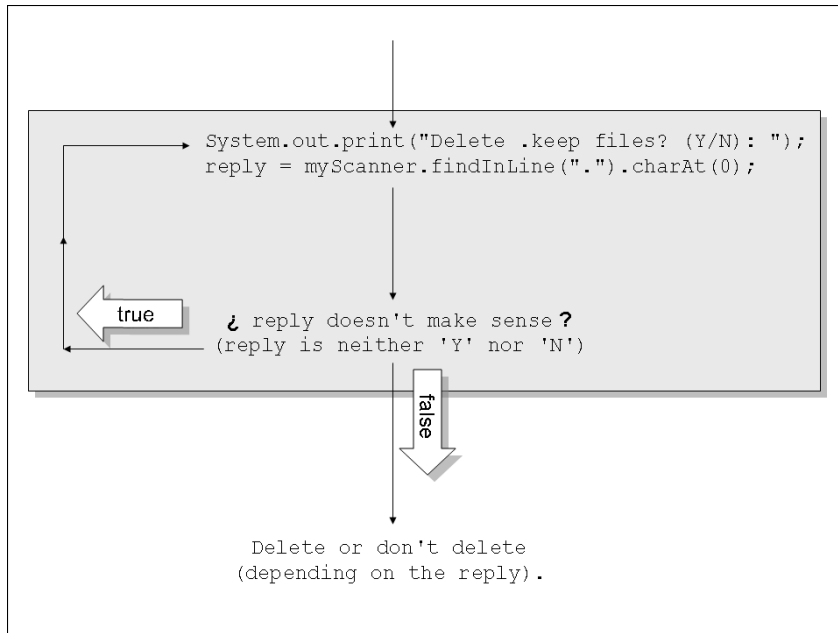 System.out.print("Delete .keep files? (Y/N): ");
reply = myScanner.findInLine(".").charAt(0);
true
¿ reply doesn't make sense ?
(reply is neither 'Y' nor 'N')
false
Delete or don't delete
(depending on the reply).